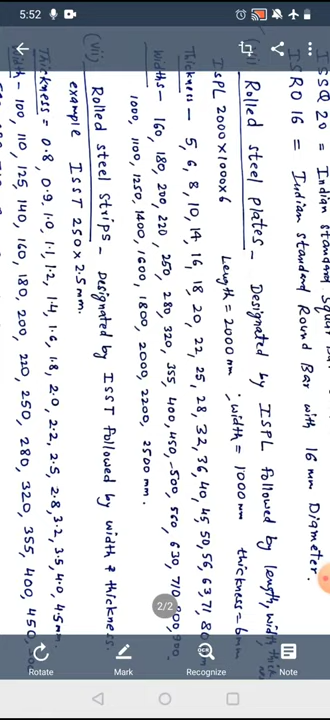 5:52
ISSQ 20 = Indian standard Square Bar
ISRO 16 = Indian standard Round Bar with 16 mm Diameter.
Rolled steel plates - Designated by ISPL followed by length, width,
ISPL 2000x1000x6 Length = 2000 mm ; width = 1000 mm thickness = 6mm
Thickness - 5, 6, 8, 10, 14, 16, 18, 20, 22, 25, 28, 32, 36, 40, 45, 50, 56, 63, 71, 80
Widths - 160, 180, 200, 220, 250, 280, 320, 355, 400, 450, 500, 560, 630, 710, 900.
1000, 1100, 1250, 1400, 1600, 1800, 2000, 2200, 2500 mm.
(vii) Rolled steel strips - Designated by ISST followed by width & thickness.
example ISST 250 x 2.5 mm.
Thickness = 0.8, 0.9, 1.0, 1.1, 1.2, 1.4, 1.6, 1.8, 2.0, 2.2, 2.5, 2.8, 3.2, 3.5, 4.0, 4.5 mm.
Width - 100, 110, 125, 140, 160, 180, 200, 220, 250, 280, 320, 355, 400, 450,
2/2
Rotate
Mark
OCR
Recognize
Note